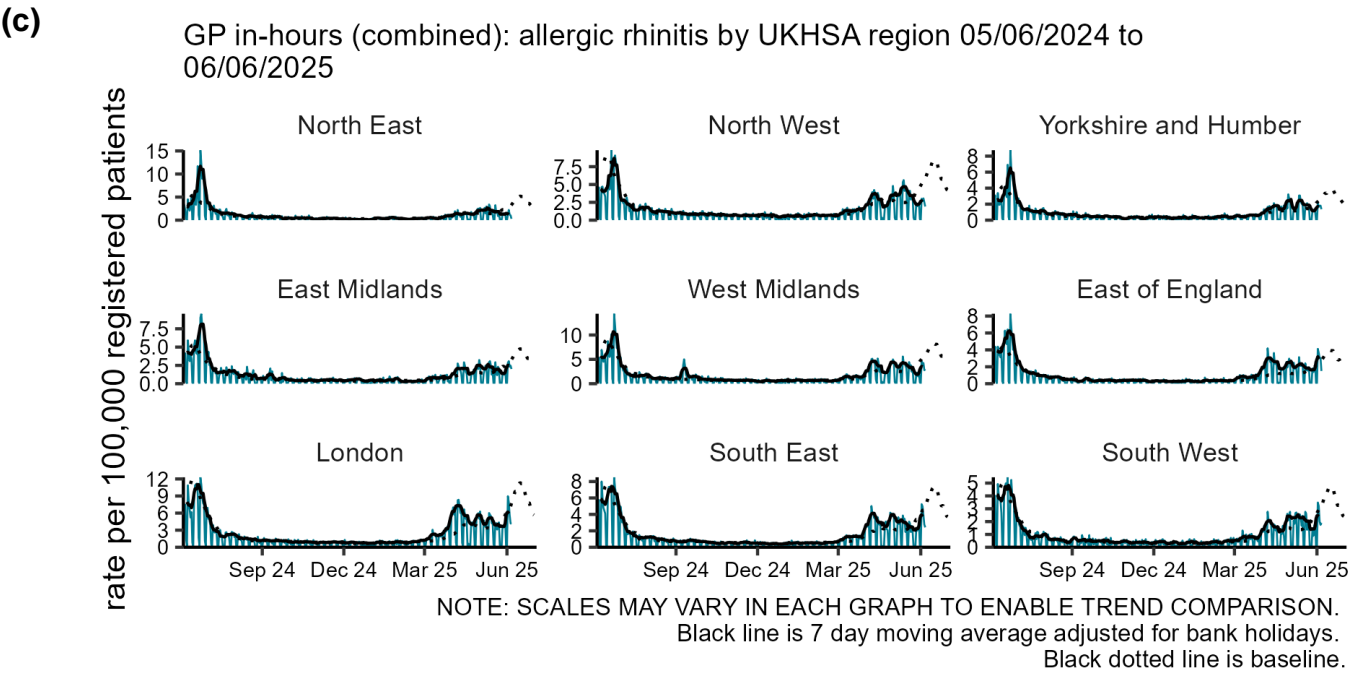 (c)
GP in-hours (combined): allergic rhinitis by UKHSA region 05/06/2024 to
06/06/2025
rate per 100,000 registered patients
North East
15
10
5
0
North West
7.5
5.0
2.5
0.0
Yorkshire and Humber
8
6
4
2
0
East Midlands
7.5
5.0
2.5
0.0
West Midlands
10
5
0
East of England
8
6
4
2
0
London
12
9
6
3
0
Sep 24 Dec 24 Mar 25 Jun 25
South East
8
6
4
2
0
Sep 24 Dec 24 Mar 25 Jun 25
South West
5
4
3
2
1
0
Sep 24 Dec 24 Mar 25 Jun 25
NOTE: SCALES MAY VARY IN EACH GRAPH TO ENABLE TREND COMPARISON.
Black line is 7 day moving average adjusted for bank holidays.
Black dotted line is baseline.